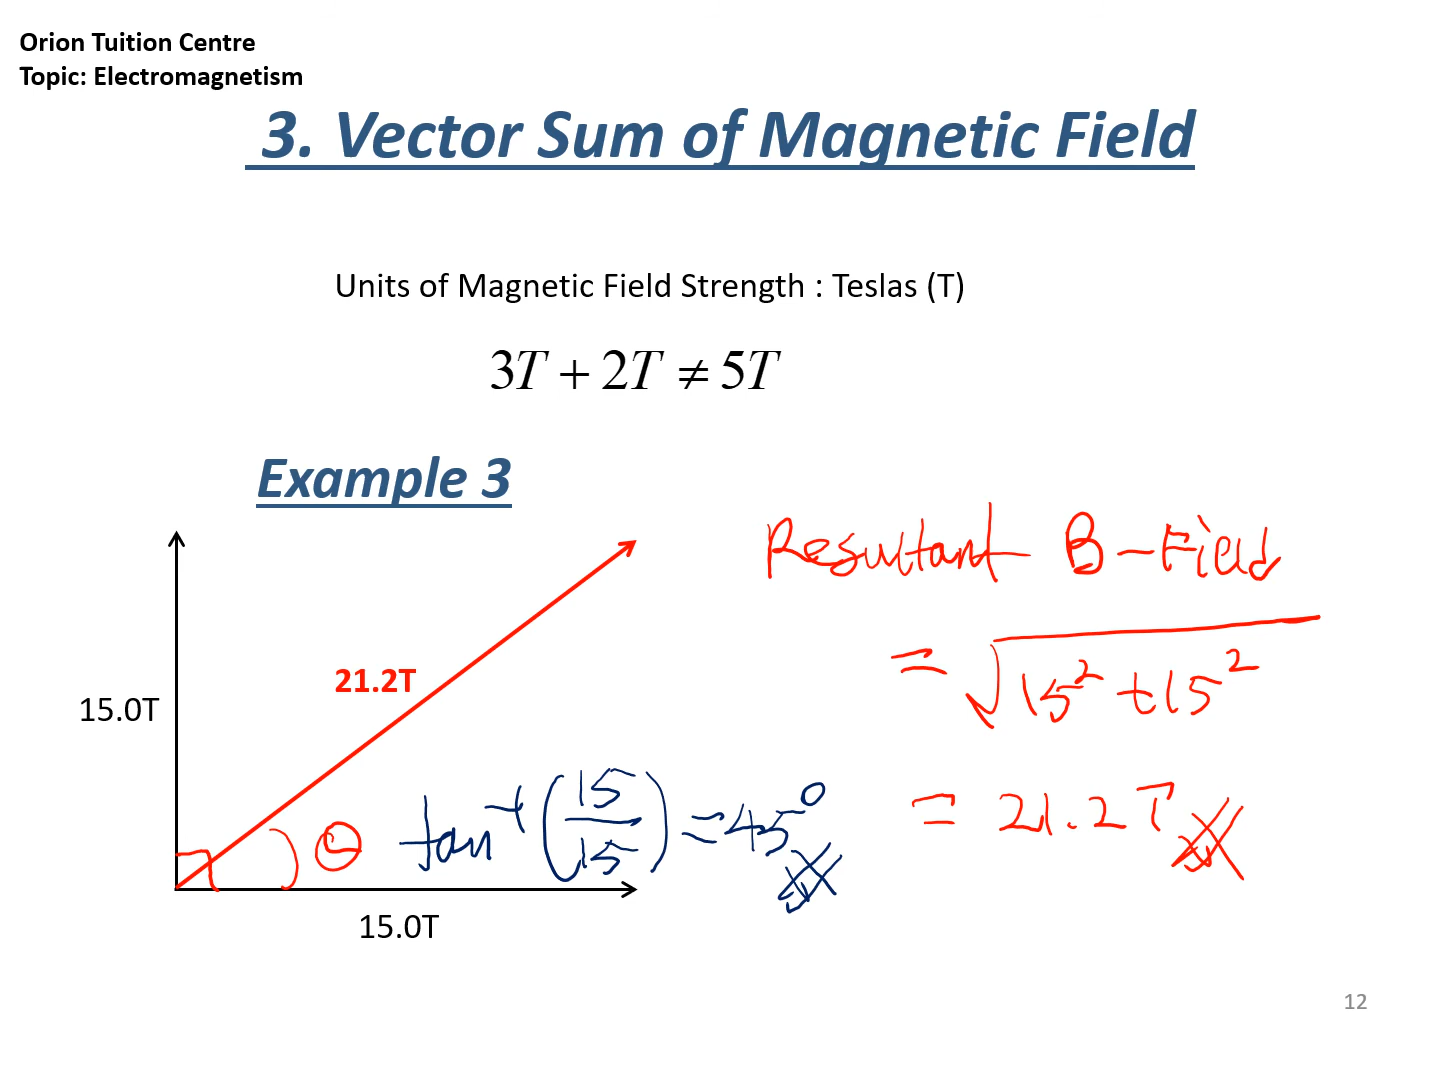 Orion Tuition Centre
Topic: Electromagnetism
3. Vector Sum of Magnetic Field
Units of Magnetic Field Strength : Teslas (T)
3T + 2T ≠ 5T
Example 3
Resultant B-Field
= √(15² + 15²)
= 21.2T
21.2T
15.0T
θ
tan⁻¹(15/15) = 45°
15.0T
12